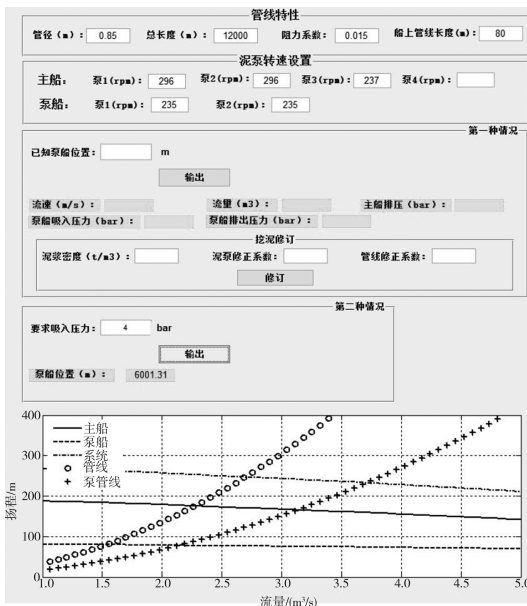 管线特性
管径（m）： 0.85 总长度（m）： 12000 阻力系数： 0.015 船上管线长度(m)： 80
泥泵转速设置
主船： 泵1(rpm)： 296 泵2(rpm)： 296 泵3(rpm)： 237 泵4(rpm)：
泵船： 泵1(rpm)： 235 泵2(rpm)： 235
第一种情况
已知泵船位置： m
输出
流速（m/s）： 流量（m3）： 主船排压（bar）：
泵船吸入压力（bar）： 泵船排出压力（bar）：
挖泥修订
泥浆密度（t/m3）： 泥泵修正系数： 管线修正系数：
修订
第二种情况
要求吸入压力： 4 bar
输出
泵船位置（m）： 6001.31
400
主船
泵船
系统
300
管线
泵管线
扬程/m
200
100
0
1.0 1.5 2.0 2.5 3.0 3.5 4.0 4.5 5.0
流量/(m³/s)